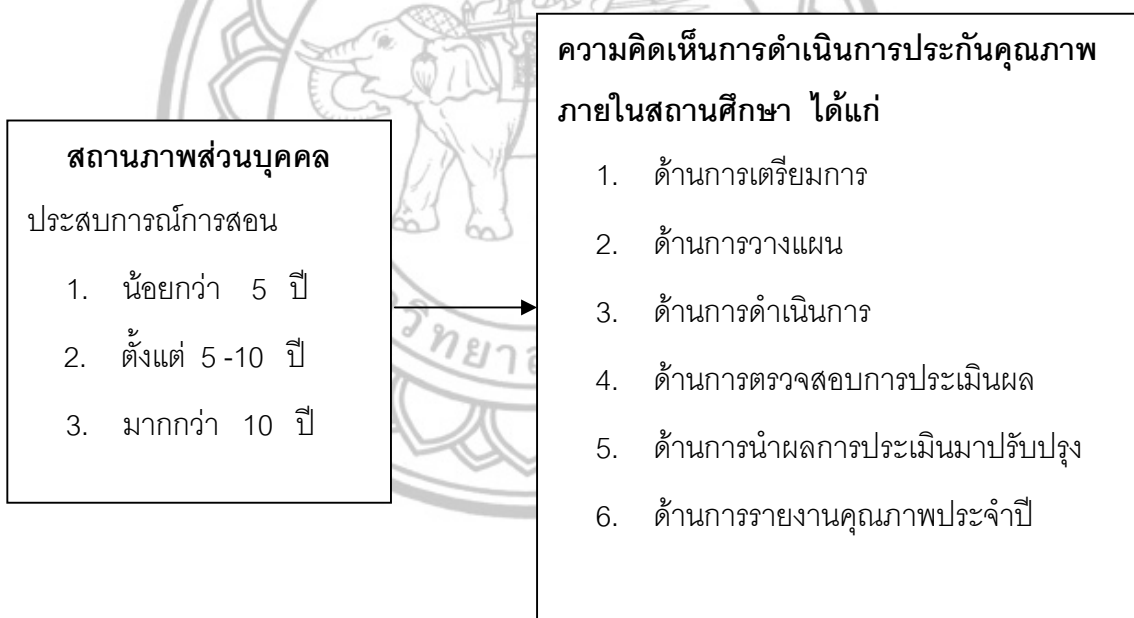 สถานภาพส่วนบุคคล
ประสบการณ์การสอน
1. น้อยกว่า 5 ปี
2. ตั้งแต่ 5 -10 ปี
3. มากกว่า 10 ปี
ความคิดเห็นการดำเนินการประกันคุณภาพ
ภายในสถานศึกษา ได้แก่
1. ด้านการเตรียมการ
2. ด้านการวางแผน
3. ด้านการดำเนินการ
4. ด้านการตรวจสอบการประเมินผล
5. ด้านการนำผลการประเมินมาปรับปรุง
6. ด้านการรายงานคุณภาพประจำปี